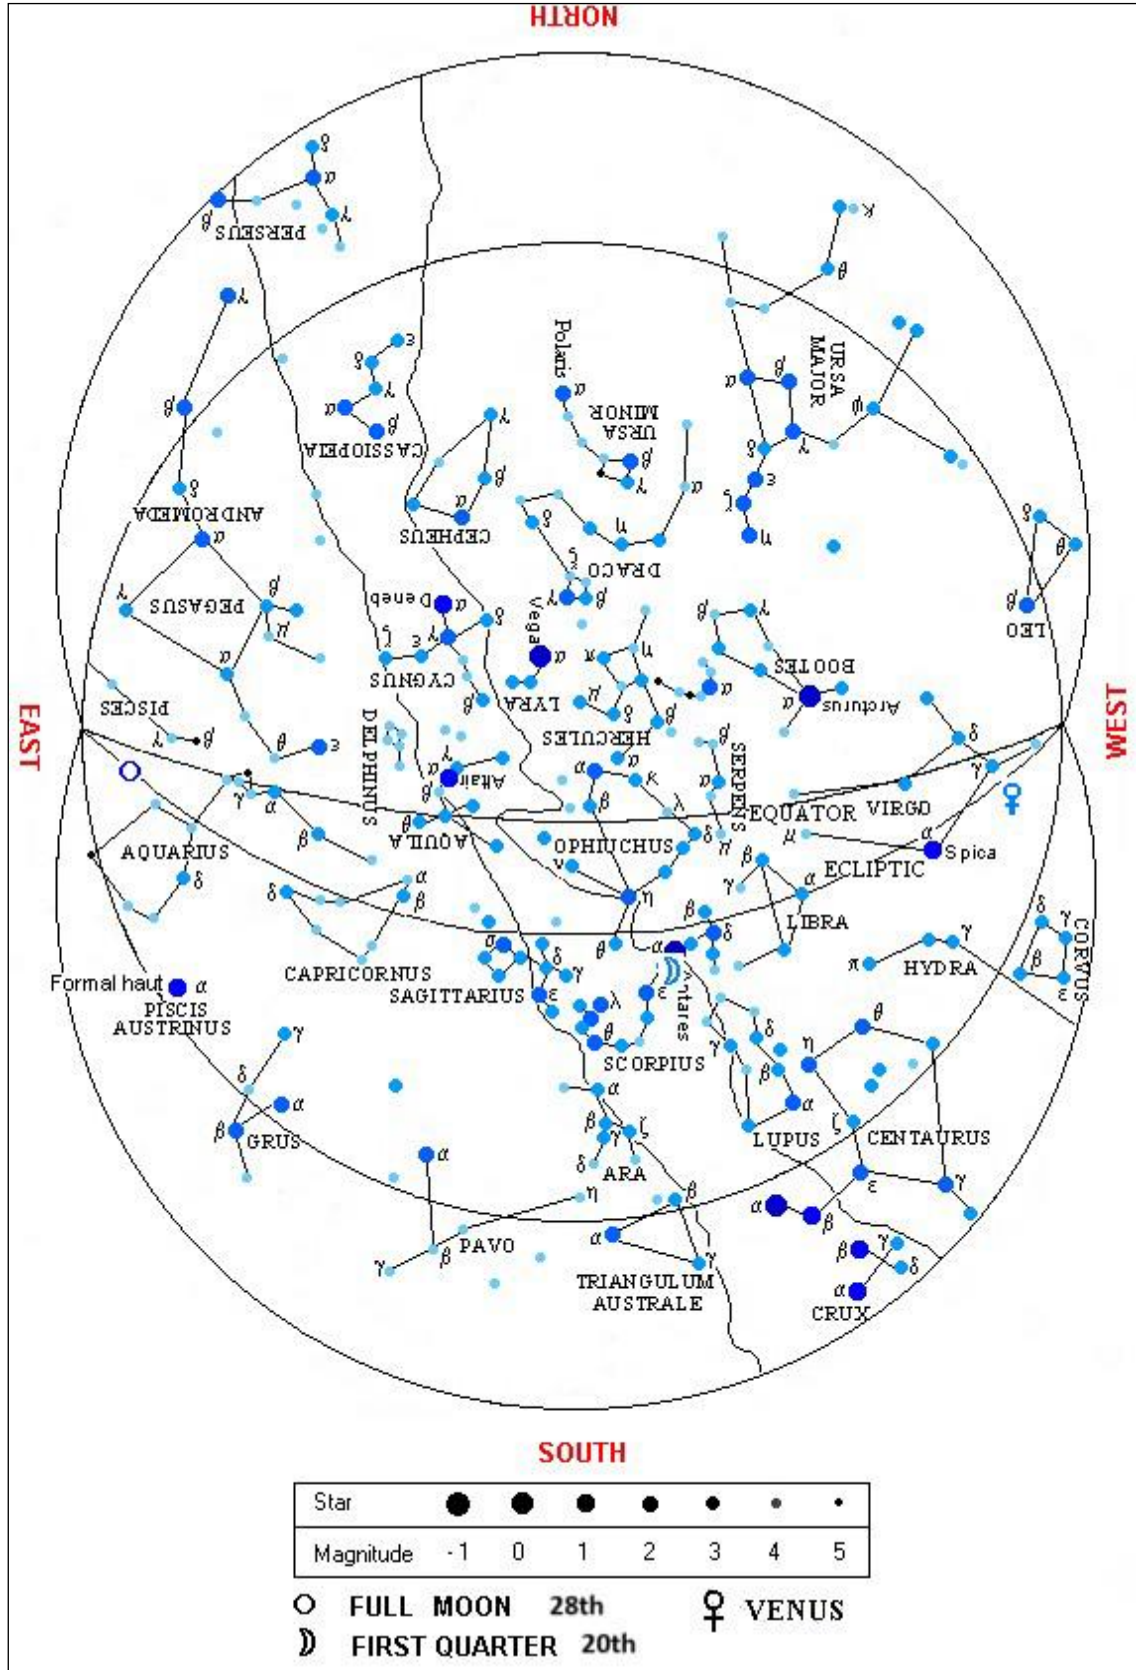 NORTH
δ
α
γ
β
PERSEUS
κ
θ
γ
ε
δ
γ
α
β
CASSIOPEIA
Polaris
α
URSA
MINOR
β
γ
URSA
MAJOR
α
β
ψ
γ
δ
ε
ζ
η
β
δ
ANDROMEDA
α
γ
β
α
CEPHEUS
α
η
δ
DRACO
ζ
γ
β
δ
θ
β
LEO
γ
PEGASUS
β
μ
α
Deneb
α
γ
δ
ε
ζ
CYGNUS
β
Vega
α
LYRA
π
η
μ
δ
β
HERCULES
α
α
β
γ
BOOTES
α
Arcturus
EAST
WEST
PISCES
γ
β
θ
ε
DELPHINUS
γ
α
Altair
β
θ
AQUILA
α
κ
β
λ
OPHIUCHUS
δ
ν
η
θ
β
SERPENS
α
μ
EQUATOR
VIRGO
δ
γ
μ
α
Spica
ECLIPTIC
γ
α
β
AQUARIUS
δ
α
β
δ
CAPRICORNUS
β
γ
α
LIBRA
β
δ
α
Antares
σ
δ
γ
ε
SAGITTARIUS
λ
θ
ε
SCORPIUS
π
γ
HYDRA
δ
γ
β
ε
CORVUS
Formal haut
α
PISCIS
AUSTRINUS
γ
δ
α
β
GRUS
γ
δ
β
α
LUPUS
θ
η
ζ
CENTAURUS
ε
γ
α
β
α
β
ζ
γ
δ
ARA
α
η
β
γ
PAVO
β
α
γ
TRIANGULUM
AUSTRALE
β
γ
δ
α
CRUX
SOUTH
Star
Magnitude -1 0 1 2 3 4 5
FULL MOON 28th
♀ VENUS
FIRST QUARTER 20th